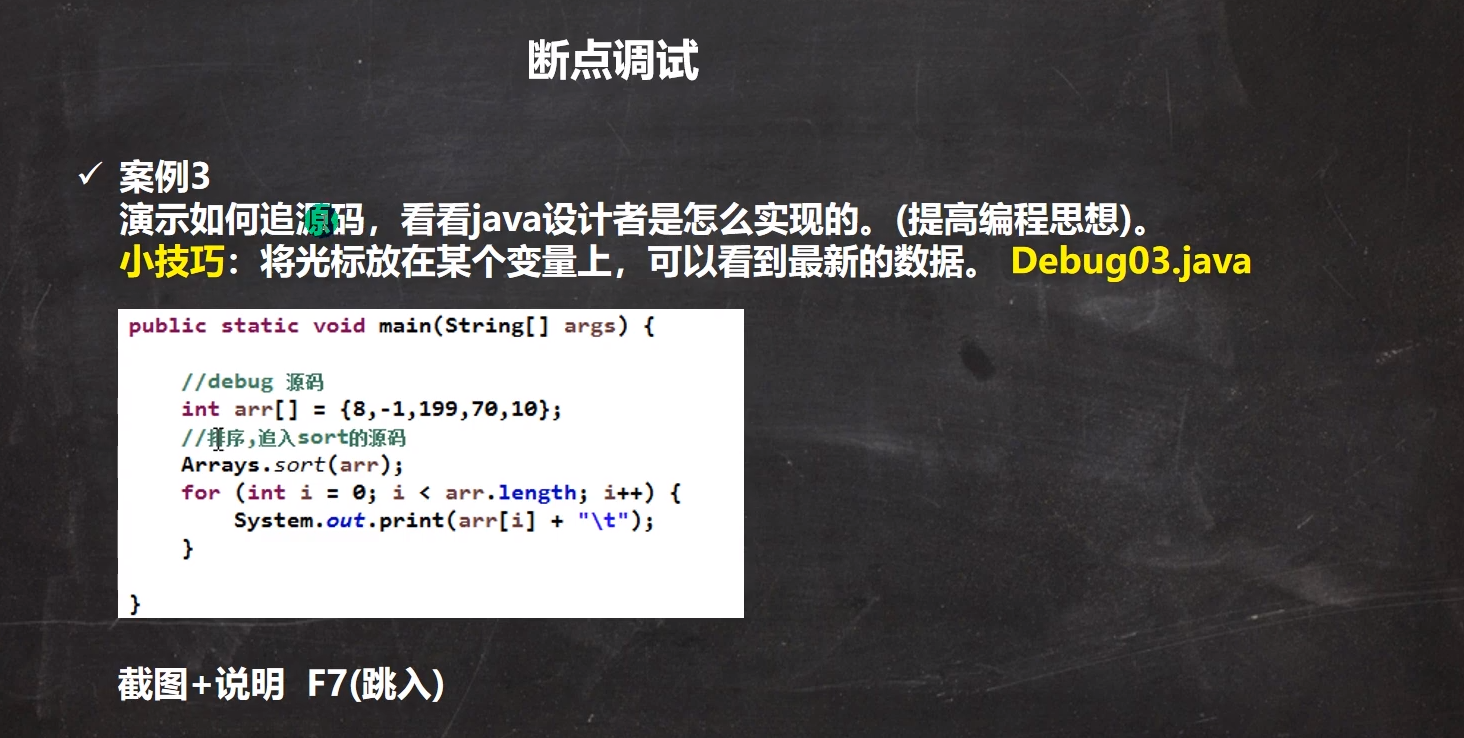 断点调试
✓ 案例3
演示如何追源码，看看java设计者是怎么实现的。(提高编程思想)。
小技巧：将光标放在某个变量上，可以看到最新的数据。 Debug03.java
public static void main(String[] args) {
//debug 源码
int arr[] = {8,-1,199,70,10};
//排序,追入sort的源码
Arrays.sort(arr);
for (int i = 0; i < arr.length; i++) {
System.out.print(arr[i] + "\t");
}
}
截图+说明 F7(跳入)